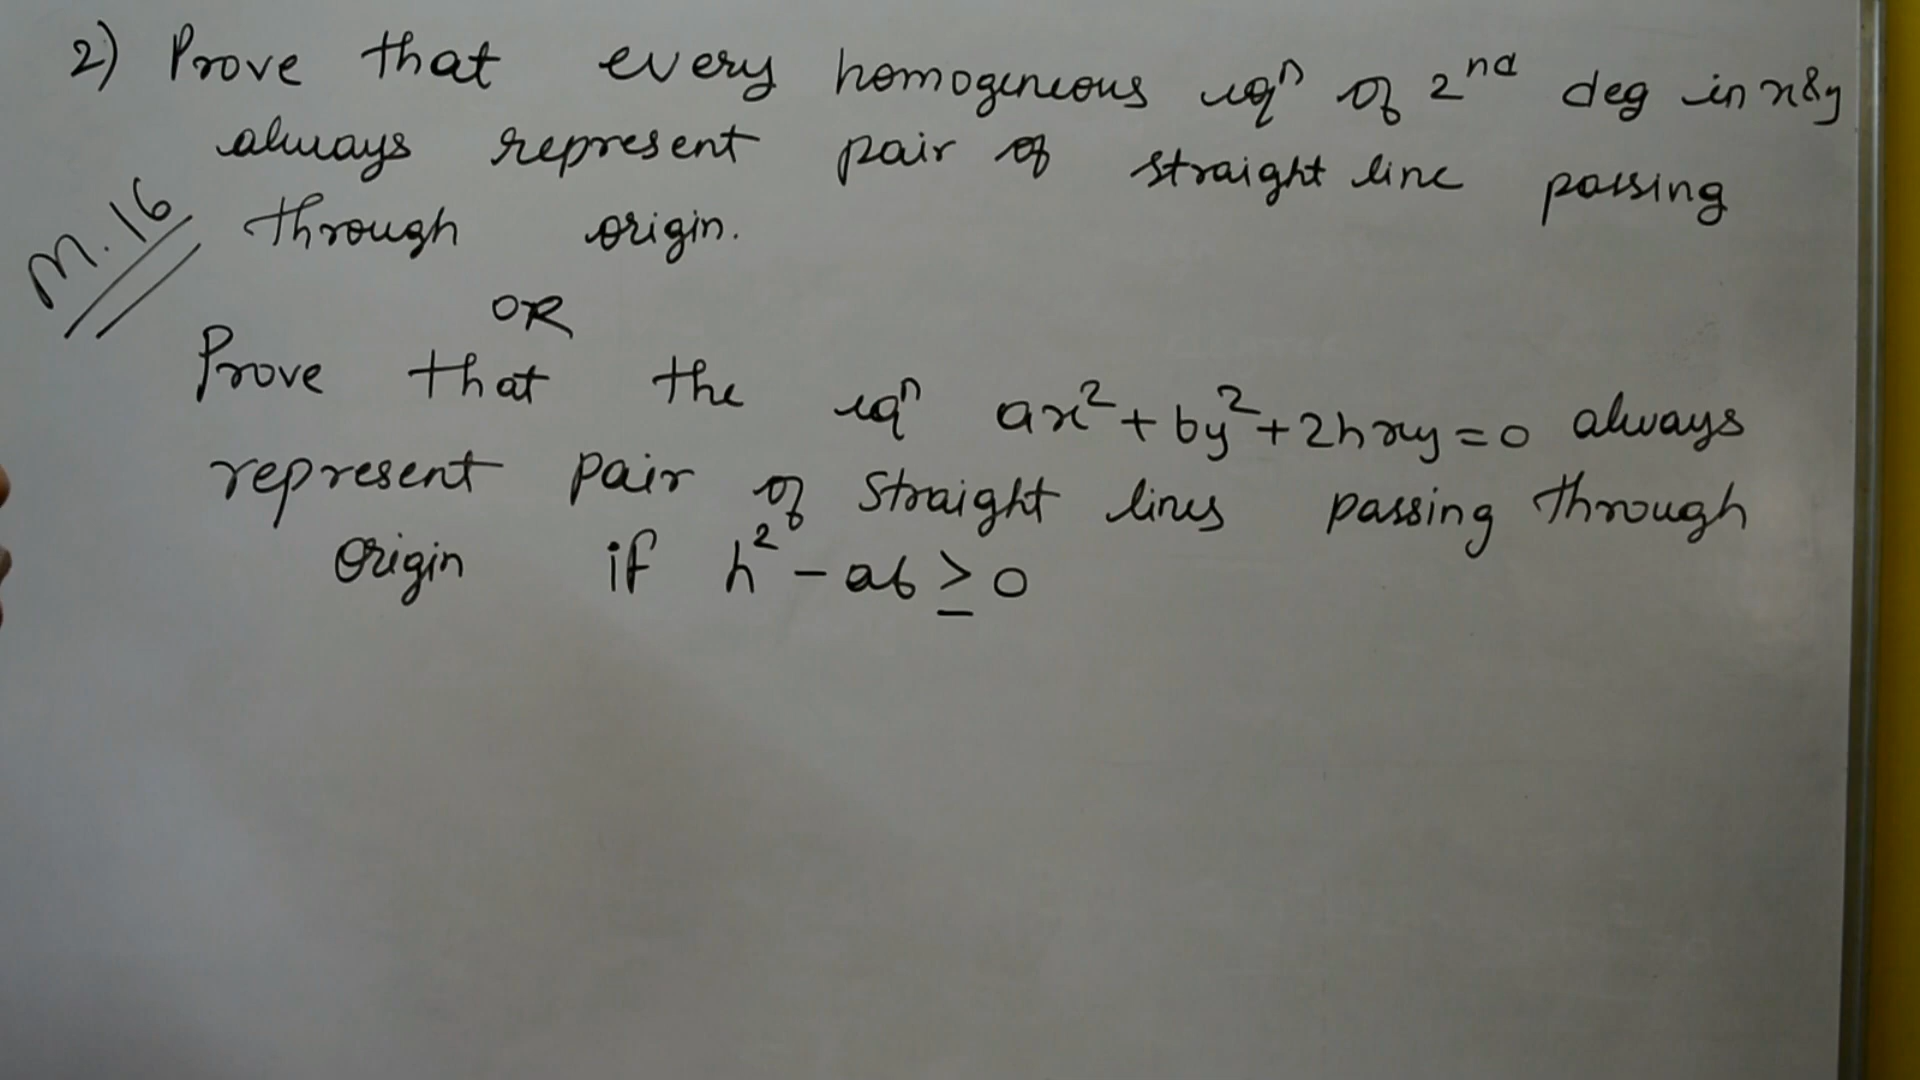 2) Prove that every homogeneous eqⁿ of 2ⁿᵈ deg in x&y
always represent pair of straight line passing
through origin.
M.16
OR
Prove that the eqⁿ ax²+by²+2hxy=0 always
represent pair of straight lines passing through
origin if h²-ab≥0